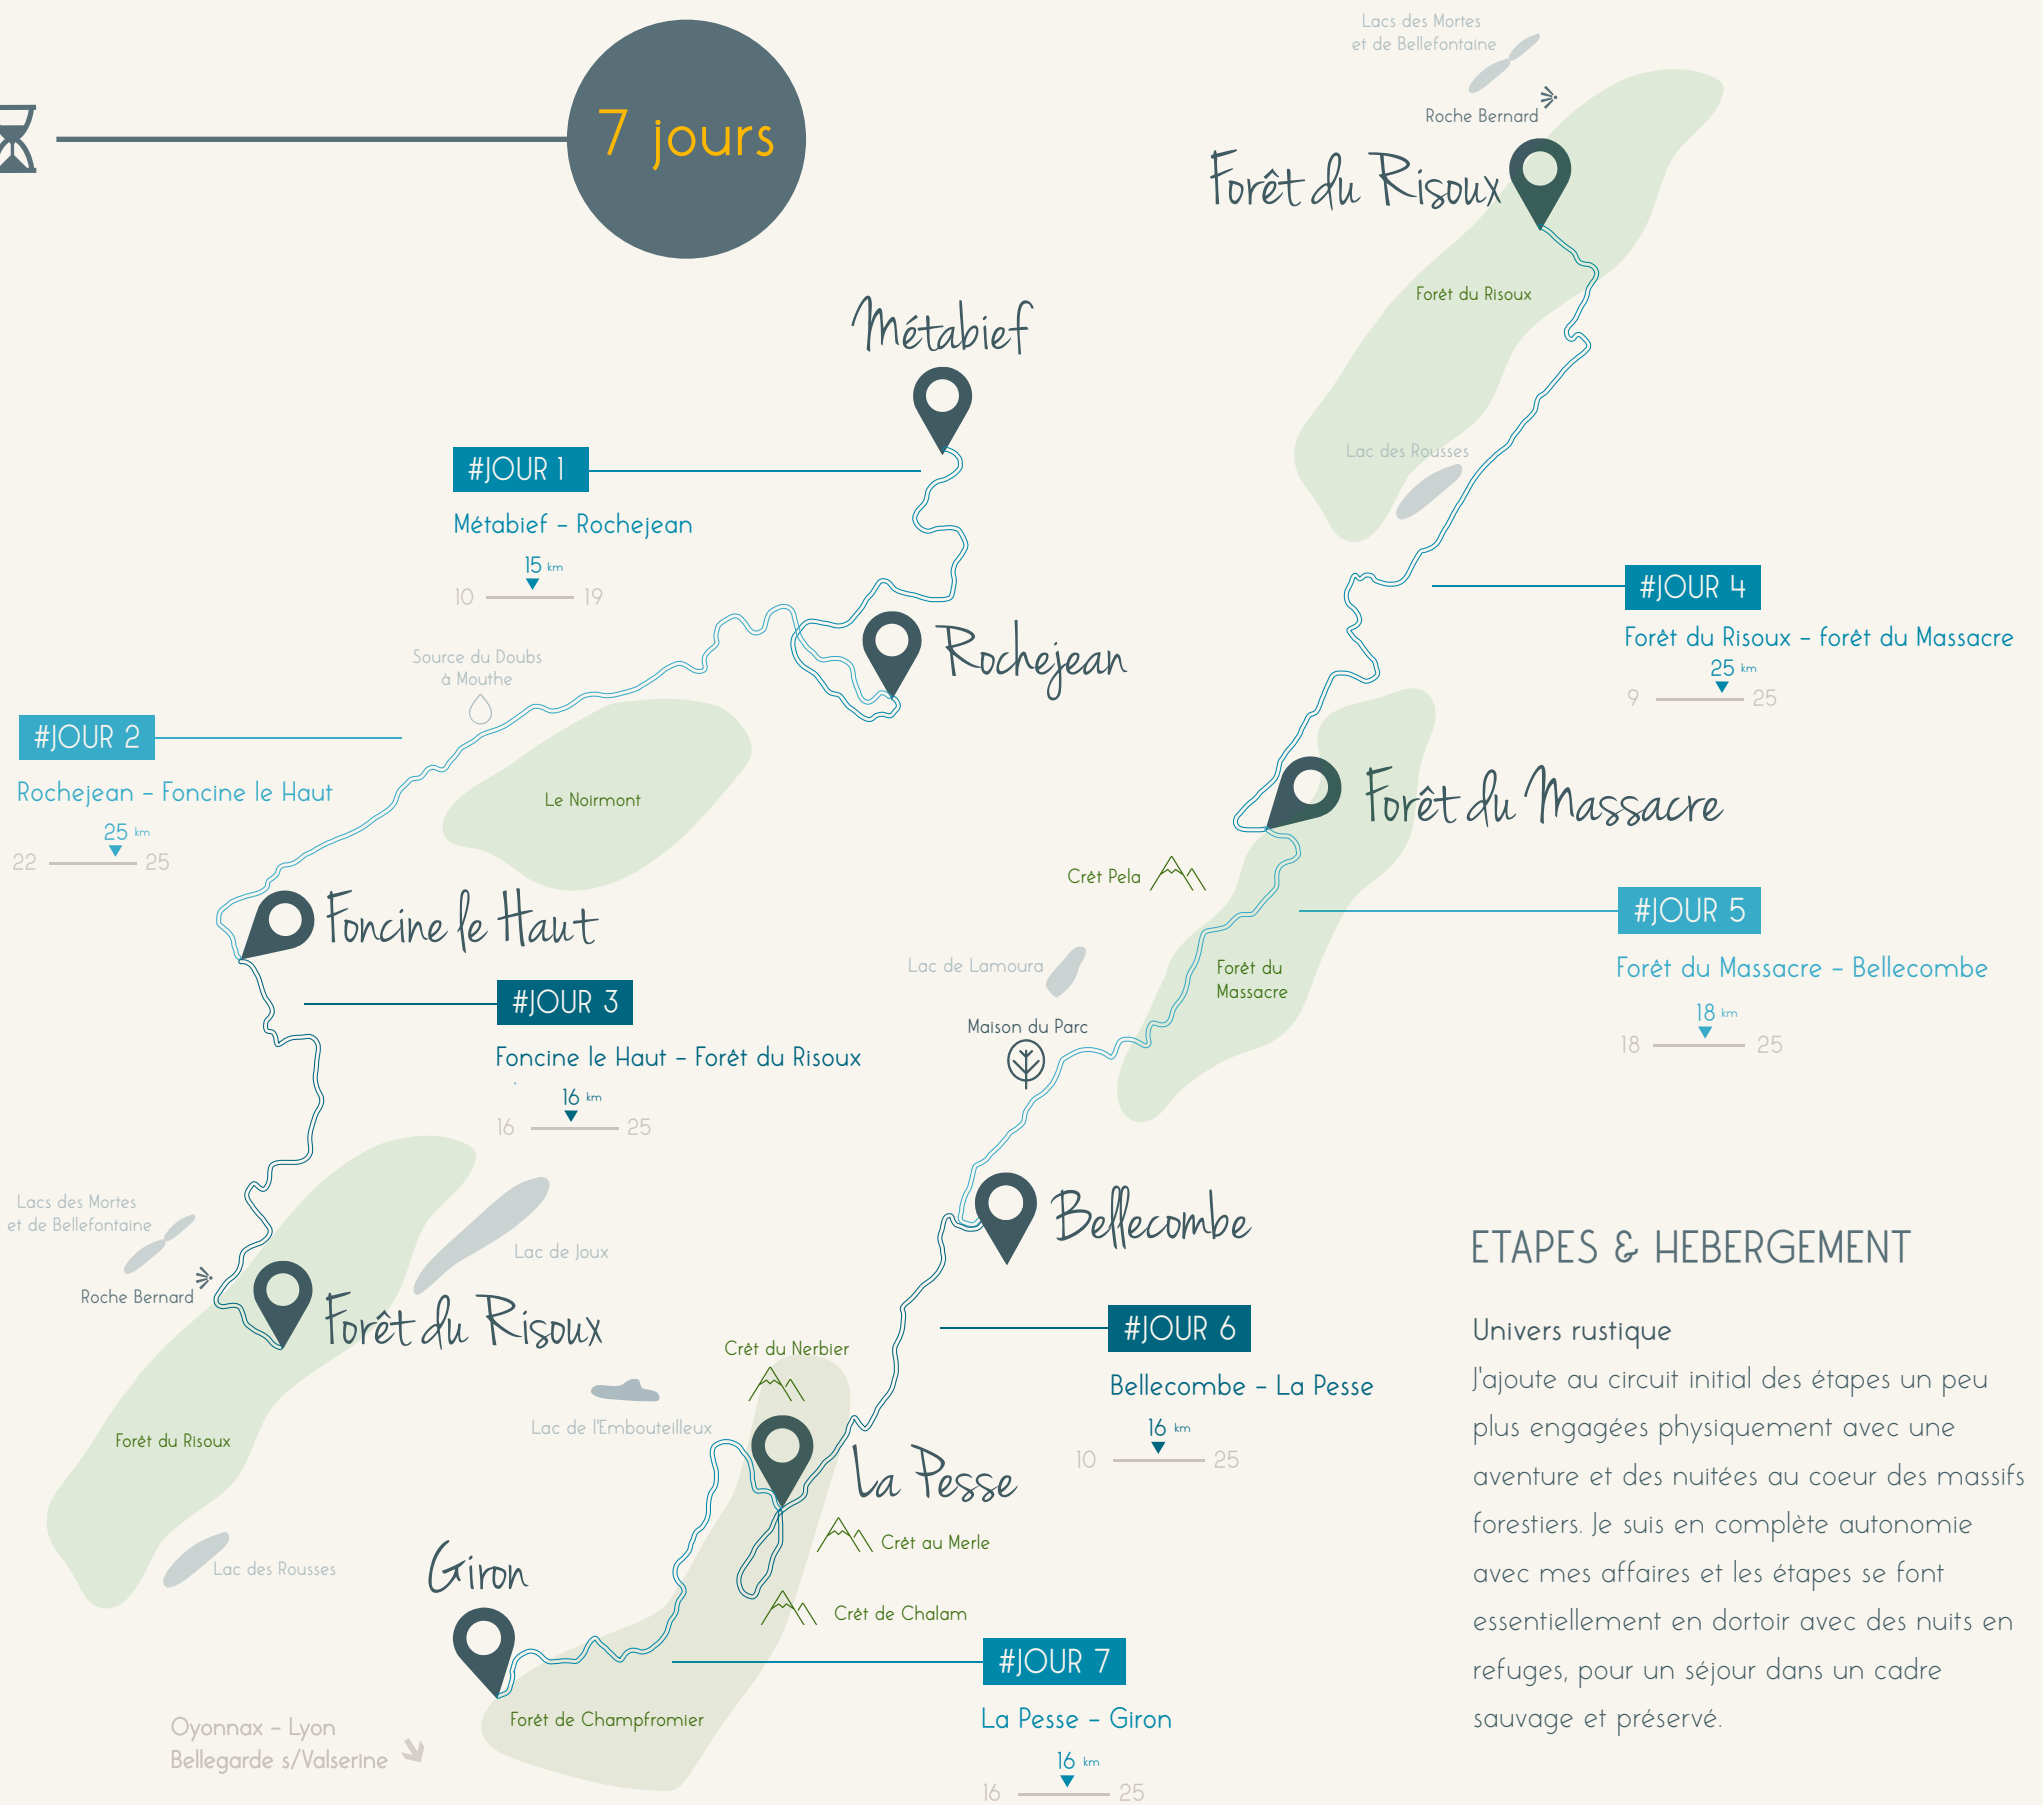 7 jours
Métabief
#JOUR 1
Métabief - Rochejean
15 km
10 19
Rochejean
Source du Doubs
à Mouthe
#JOUR 2
Rochejean - Foncine le Haut
25 km
22 25
Le Noirmont
Foncine le Haut
#JOUR 3
Foncine le Haut - Forêt du Risoux
16 km
16 25
Lacs des Mortes
et de Bellefontaine
Roche Bernard
Lac de Joux
Forêt du Risoux
Forêt du Risoux
Lac des Rousses
Lacs des Mortes
et de Bellefontaine
Roche Bernard
Forêt du Risoux
Forêt du Risoux
Lac des Rousses
#JOUR 4
Forêt du Risoux - forêt du Massacre
25 km
9 25
Forêt du Massacre
Crêt Pela
#JOUR 5
Forêt du Massacre - Bellecombe
18 km
18 25
Lac de Lamoura
Forêt du
Massacre
Maison du Parc
Bellecombe
#JOUR 6
Bellecombe - La Pesse
16 km
10 25
Crêt du Nerbier
Lac de l'Embouteilleux
La Pesse
Crêt au Merle
Crêt de Chalam
Giron
#JOUR 7
La Pesse - Giron
16 km
16 25
Forêt de Champfromier
Oyonnax - Lyon
Bellegarde s/Valserine
ETAPES & HEBERGEMENT
Univers rustique
J'ajoute au circuit initial des étapes un peu
plus engagées physiquement avec une
aventure et des nuitées au coeur des massifs
forestiers. Je suis en complète autonomie
avec mes affaires et les étapes se font
essentiellement en dortoir avec des nuits en
refuges, pour un séjour dans un cadre
sauvage et préservé.